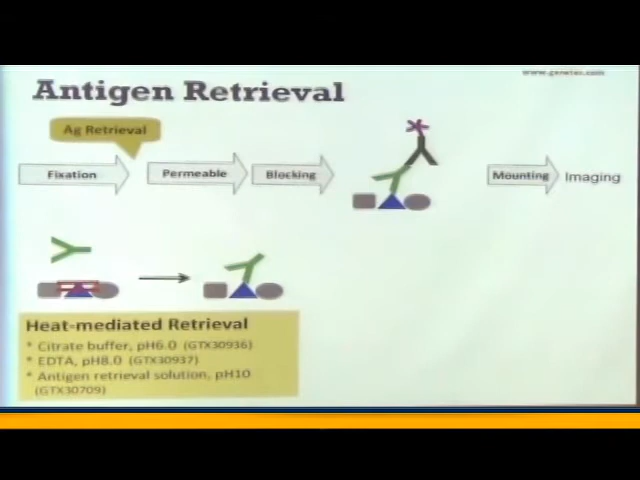 www.genetex.com
Antigen Retrieval
Ag Retrieval
Fixation
Permeable
Blocking
Mounting
Imaging
Heat-mediated Retrieval
* Citrate buffer, pH6.0 (GTX30936)
* EDTA, pH8.0 (GTX30937)
* Antigen retrieval solution, pH10
(GTX30709)